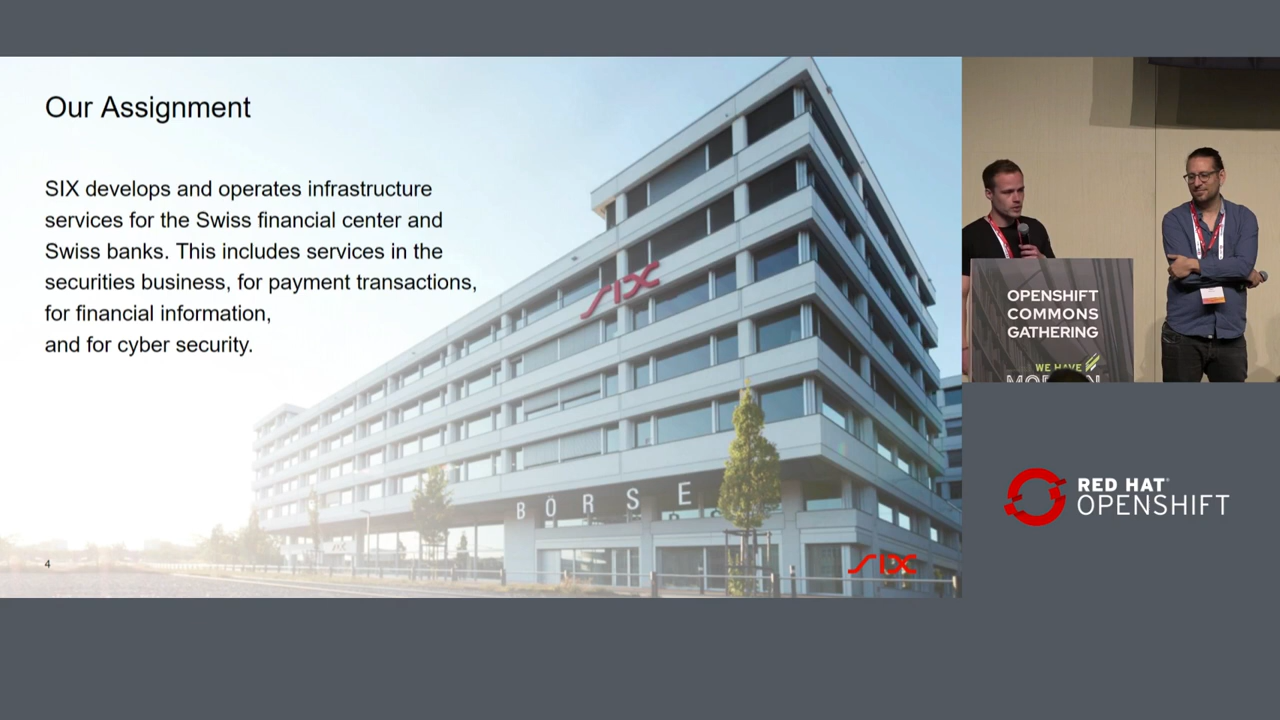 Our Assignment
SIX develops and operates infrastructure
services for the Swiss financial center and
Swiss banks. This includes services in the
securities business, for payment transactions,
for financial information,
and for cyber security.
SIX
BÖRSE
4
SIX
OPENSHIFT
COMMONS
GATHERING
WE HAVE
RED HAT
OPENSHIFT